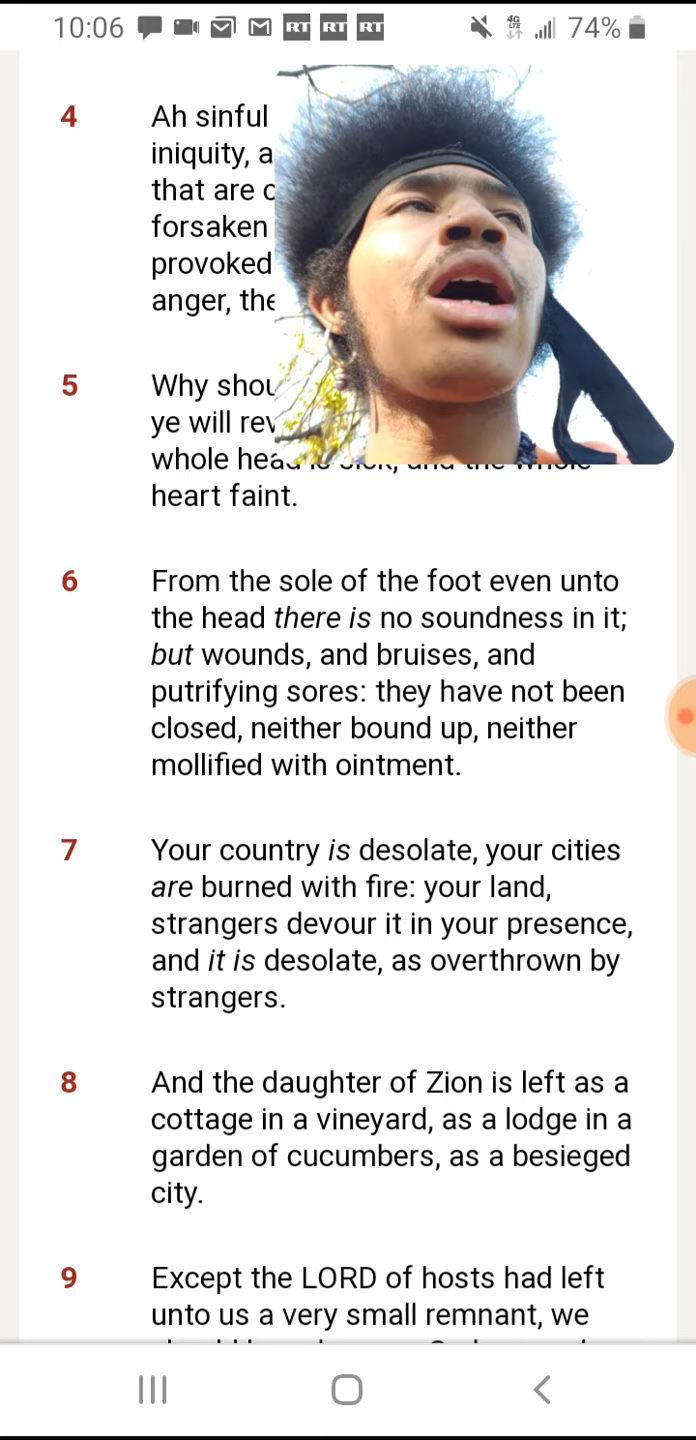 10:06 RT RT RT 4G LTE 74%
4 Ah sinful
iniquity, a
that are
forsaken
provoked
anger, the
5 Why
ye will
whole
heart faint.
6 From the sole of the foot even unto
the head there is no soundness in it;
but wounds, and bruises, and
putrifying sores: they have not been
closed, neither bound up, neither
mollified with ointment.
7 Your country is desolate, your cities
are burned with fire: your land,
strangers devour it in your presence,
and it is desolate, as overthrown by
strangers.
8 And the daughter of Zion is left as a
cottage in a vineyard, as a lodge in a
garden of cucumbers, as a besieged
city.
9 Except the LORD of hosts had left
unto us a very small remnant, we